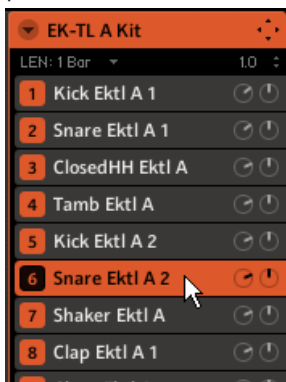 EK-TL A Kit
LEN: 1 Bar 1.0
1 Kick Ektl A 1
2 Snare Ektl A 1
3 ClosedHH Ektl A
4 Tamb Ektl A
5 Kick Ektl A 2
6 Snare Ektl A 2
7 Shaker Ektl A
8 Clap Ektl A 1